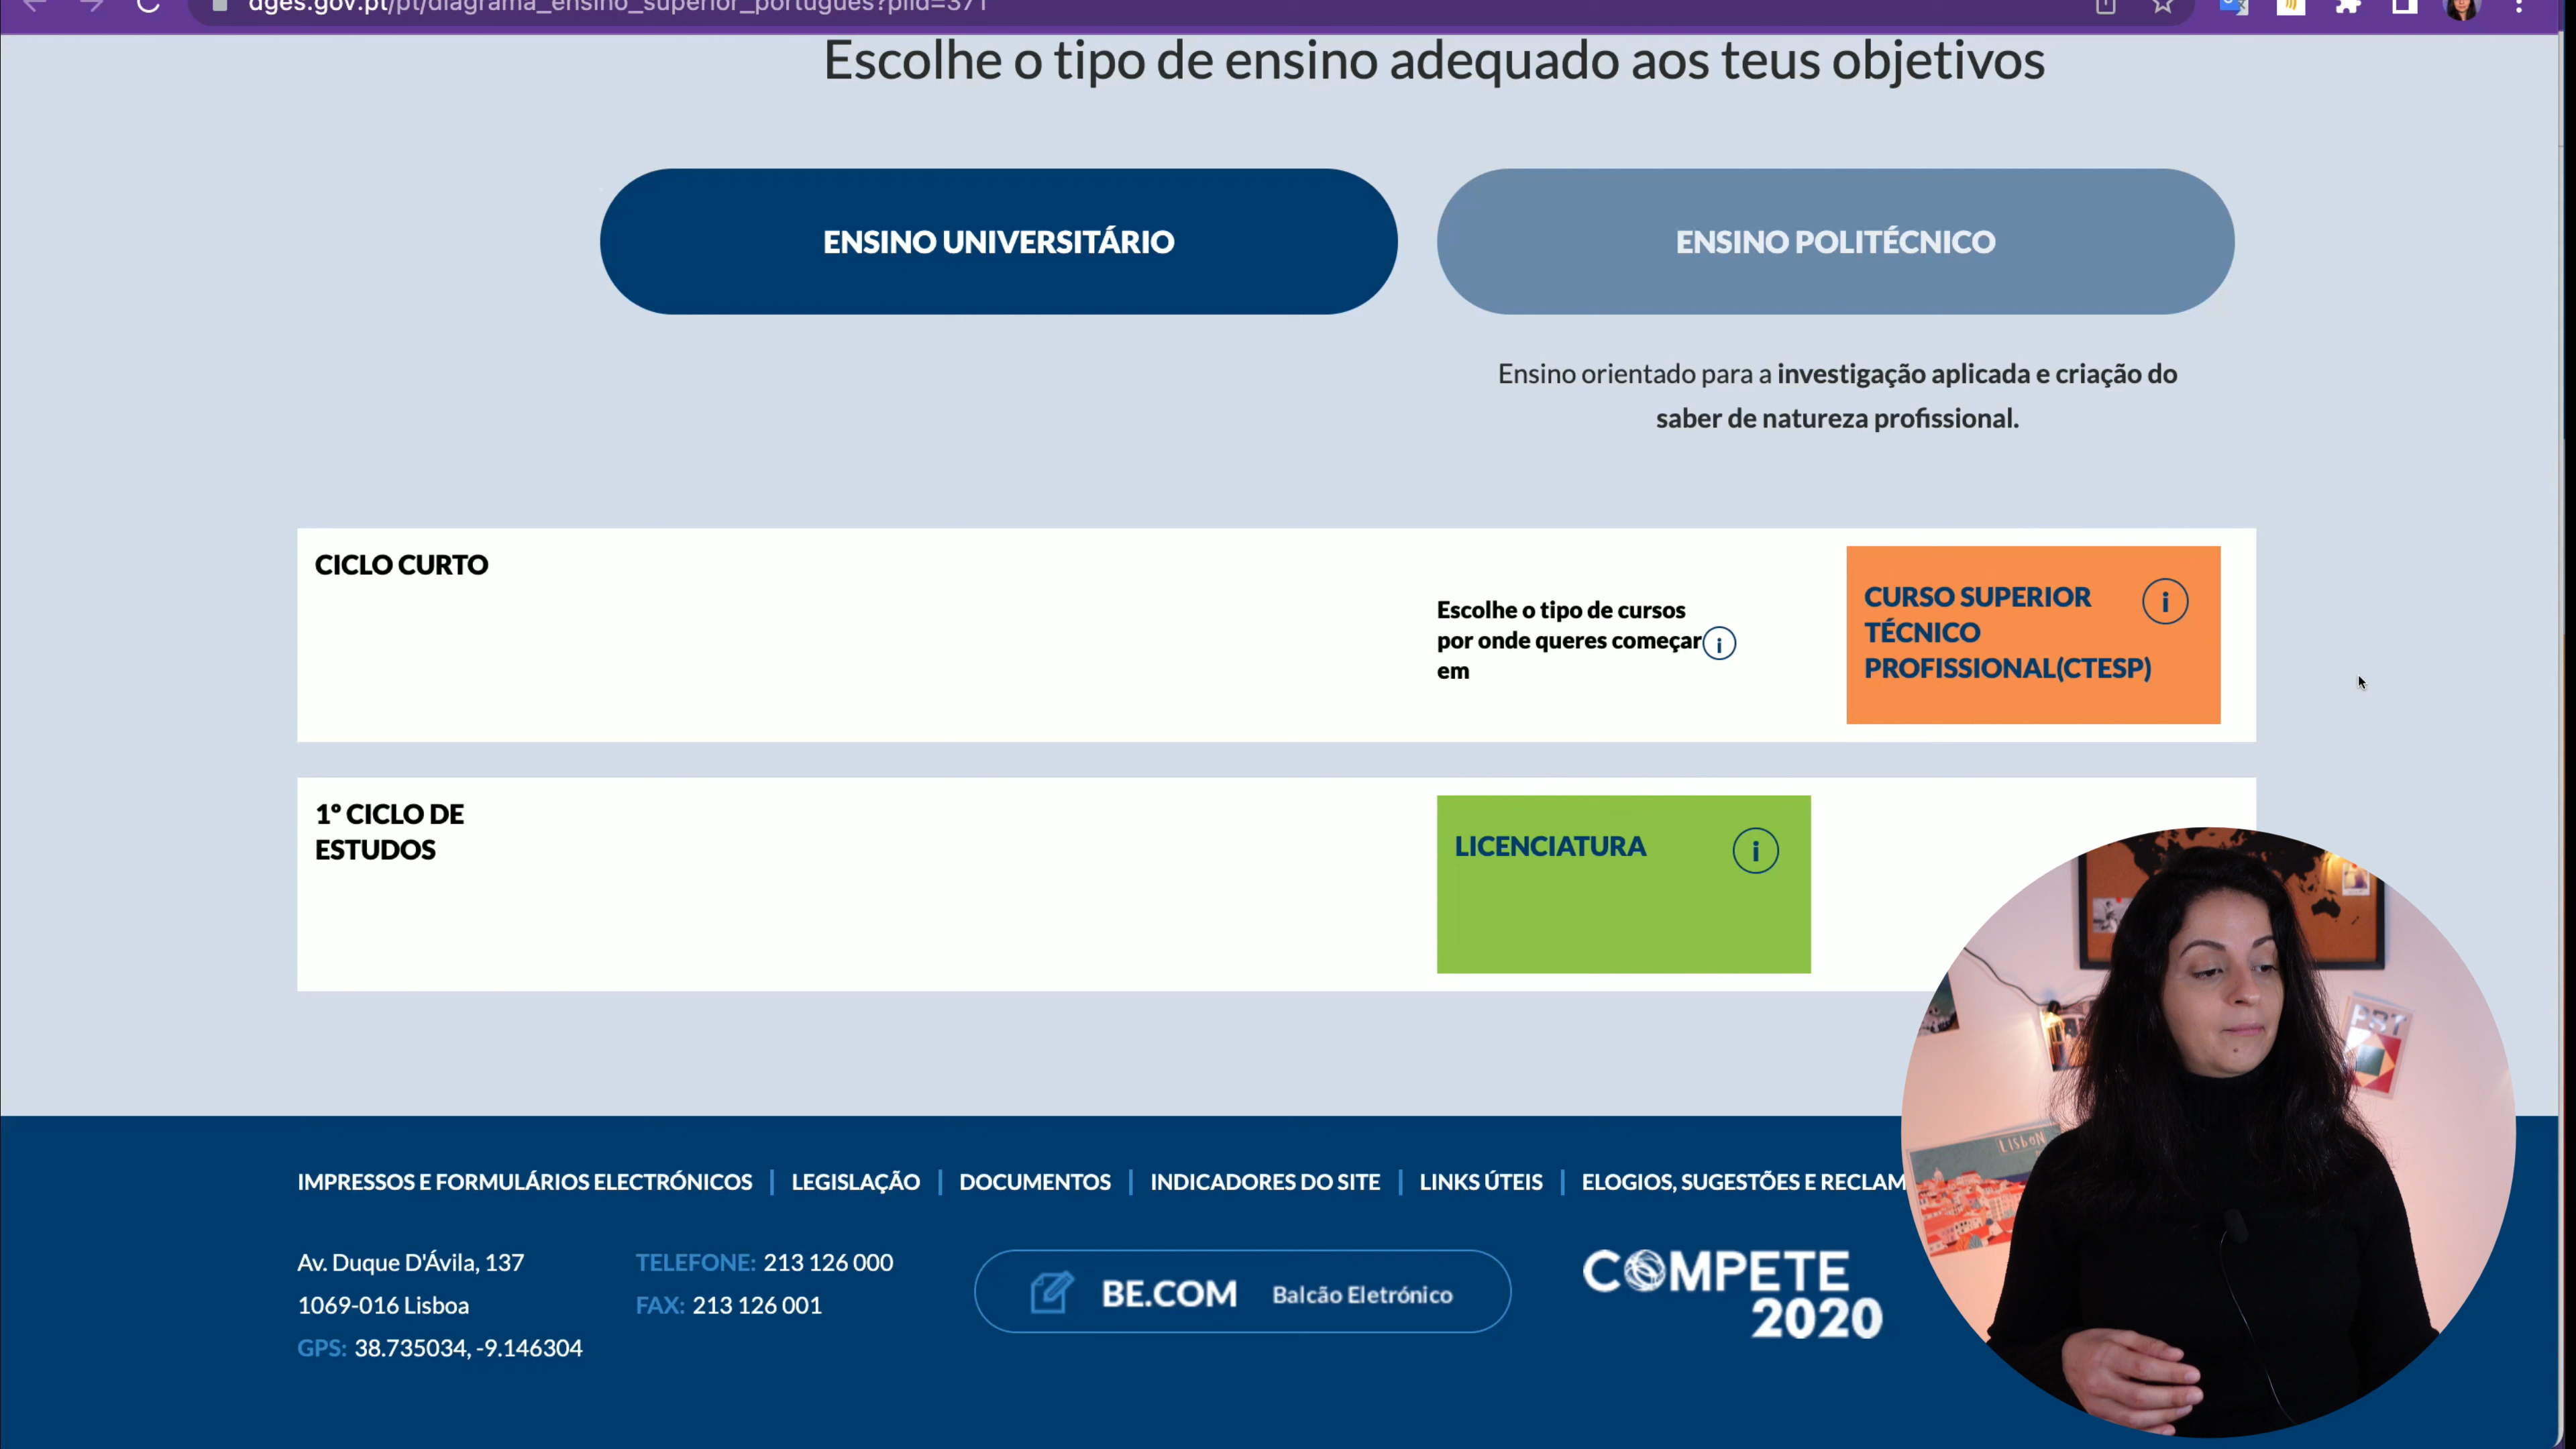 dges.gov.pt/pt/diagrama_ensino_superior_portugues?plid=371
Escolhe o tipo de ensino adequado aos teus objetivos
ENSINO UNIVERSITÁRIO
ENSINO POLITÉCNICO
Ensino orientado para a investigação aplicada e criação do
saber de natureza profissional.
CICLO CURTO
Escolhe o tipo de cursos
por onde queres começar i
em
CURSO SUPERIOR i
TÉCNICO
PROFISSIONAL(CTESP)
1º CICLO DE
ESTUDOS
LICENCIATURA i
IMPRESSOS E FORMULÁRIOS ELECTRÓNICOS | LEGISLAÇÃO | DOCUMENTOS | INDICADORES DO SITE | LINKS ÚTEIS | ELOGIOS, SUGESTÕES E RECLAM
Av. Duque D'Ávila, 137
1069-016 Lisboa
GPS: 38.735034, -9.146304
TELEFONE: 213 126 000
FAX: 213 126 001
BE.COM Balcão Eletrónico
COMPETE
2020
LISBON